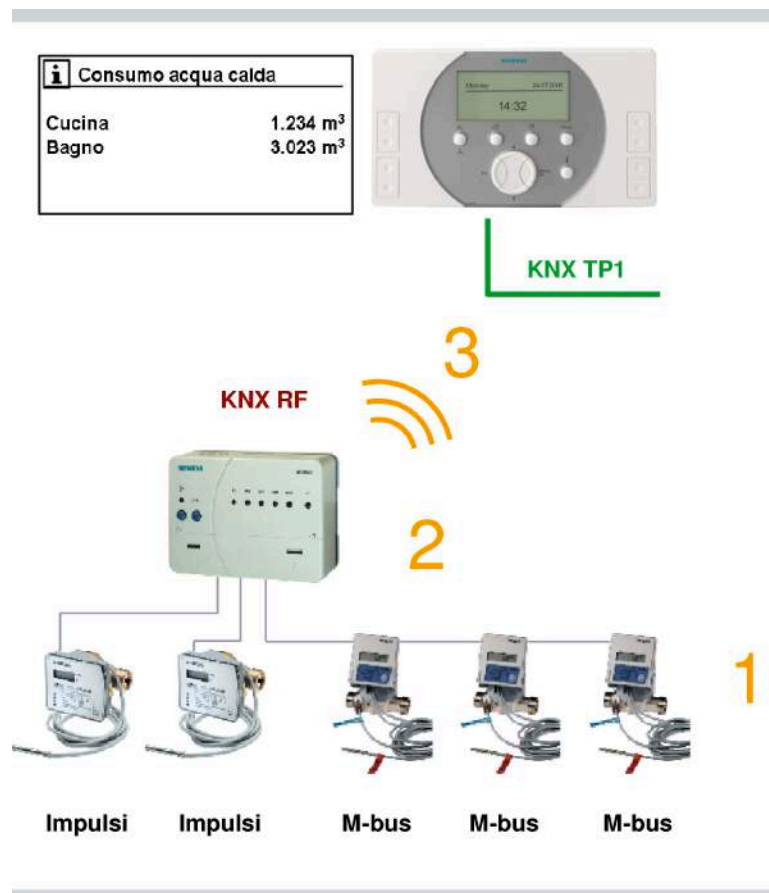 i Consumo acqua calda
Cucina 1.234 m³
Bagno 3.023 m³
SIEMENS
14:32
KNX TP1
3
KNX RF
2
1
Impulsi Impulsi M-bus M-bus M-bus